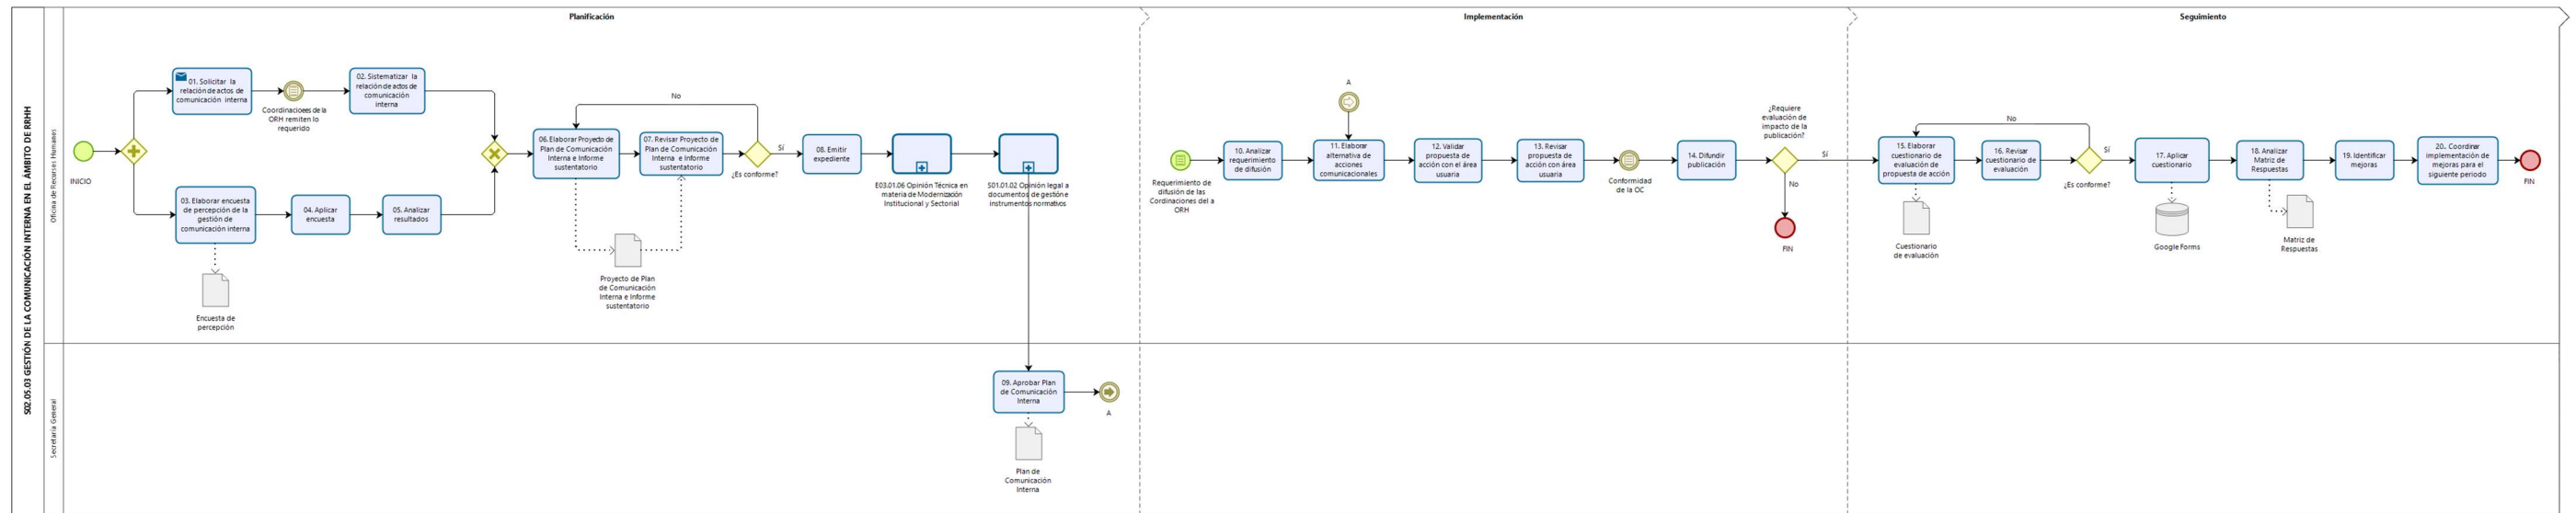 S02.05.03 GESTIÓN DE LA COMUNICACIÓN INTERNA EN EL ÁMBITO DE RRHH
Oficina de Recursos Humanos
Secretaría General
Planificación
Implementación
Seguimiento
INICIO
01. Solicitar la
relación de actos de
comunicación interna
Coordinacioees de la
ORH remiten lo
requerido
02. Sistematizar la
relación de actos de
comunicación
interna
03. Elaborar encuesta
de percepción de la
gestión de
comunicación interna
Encuesta de
percepción
04. Aplicar
encuesta
05. Analizar
resultados
06. Elaborar Proyecto de
Plan de Comunicación
Interna e Informe
sustentatorio
07. Revisar Proyecto de
Plan de Comunicación
Interna e Informe
sustentatorio
Proyecto de Plan
de Comunicación
Interna e Informe
sustentatorio
No
¿Es conforme?
Sí
08. Emitir
expediente
E03.01.06 Opinión Técnica en
materia de Modernización
Institucional y Sectorial
S01.01.02 Opinión legal a
documentos de gestión e
instrumentos normativos
09. Aprobar Plan
de Comunicación
Interna
A
Plan de
Comunicación
Interna
Requerimiento de
difusión de las
Cordinaciones del a
ORH
10. Analizar
requerimiento
de difusión
A
11. Elaborar
alternativa de
acciones
comunicacionales
12. Validar
propuesta de
acción con el área
usuaria
13. Revisar
propuesta de
acción con área
usuaria
Conformidad
de la OC
14. Difundir
publicación
¿Requiere
evaluación de
impacto de la
publicación?
Sí
No
FIN
15. Elaborar
cuestionario de
evaluación de
propuesta de acción
Cuestionario
de evaluación
16. Revisar
cuestionario de
evaluación
No
¿Es conforme?
Sí
17. Aplicar
cuestionario
Google Forms
18. Analizar
Matriz de
Respuestas
Matriz de
Respuestas
19. Identificar
mejoras
20. Coordinar
implementación de
mejoras para el
siguiente periodo
FIN